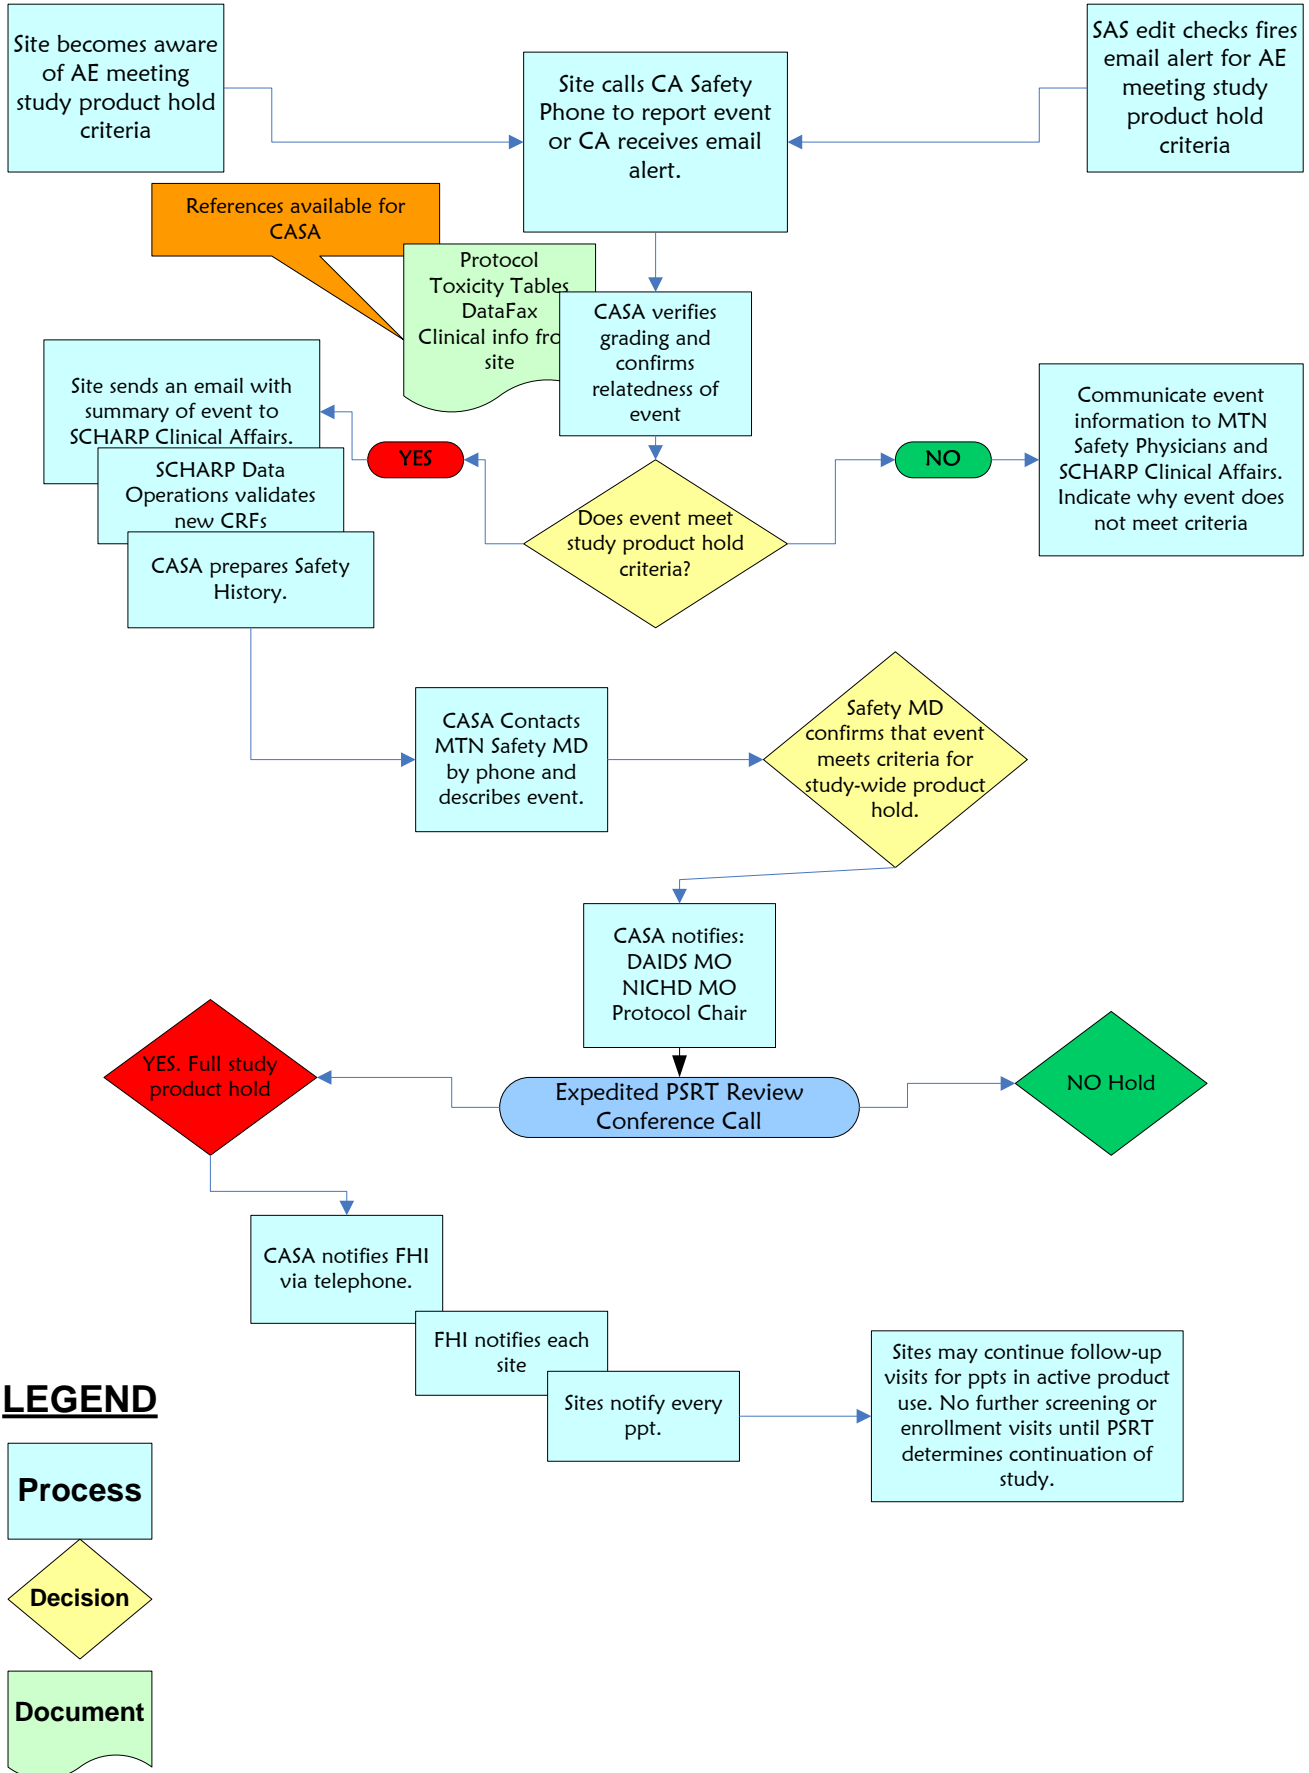 Site becomes aware
of AE meeting
study product hold
criteria
Site calls CA Safety
Phone to report event
or CA receives email
alert.
SAS edit checks fires
email alert for AE
meeting study
product hold
criteria
References available for
CASA
Protocol
Toxicity Tables
DataFax
Clinical info fro
site
CASA verifies
grading and
confirms
relatedness of
event
Site sends an email with
summary of event to
SCHARP Clinical Affairs.
SCHARP Data
Operations validates
new CRFs
CASA prepares Safety
History.
YES
Does event meet
study product hold
criteria?
NO
Communicate event
information to MTN
Safety Physicians and
SCHARP Clinical Affairs.
Indicate why event does
not meet criteria
CASA Contacts
MTN Safety MD
by phone and
describes event.
Safety MD
confirms that event
meets criteria for
study-wide product
hold.
CASA notifies:
DAIDS MO
NICHD MO
Protocol Chair
YES. Full study
product hold
Expedited PSRT Review
Conference Call
NO Hold
CASA notifies FHI
via telephone.
FHI notifies each
site
Sites notify every
ppt.
Sites may continue follow-up
visits for ppts in active product
use. No further screening or
enrollment visits until PSRT
determines continuation of
study.
LEGEND
Process
Decision
Document